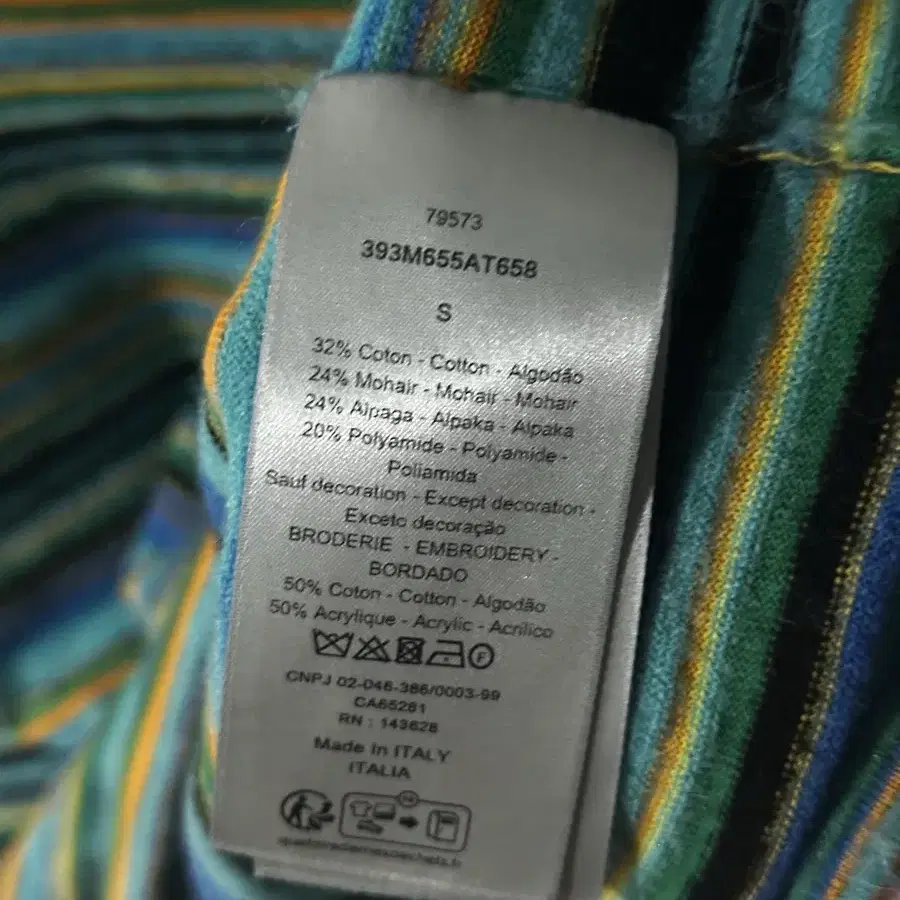 79573
393M655AT658
S
32% Coton - Cotton - Algodão
24% Mohair - Mohair - Mohair
24% Alpaga - Alpaka - Alpaka
20% Polyamide - Polyamide -
Poliamida
Sauf decoration - Except decoration -
Exceto decoração
BRODERIE - EMBROIDERY -
BORDADO
50% Coton - Cotton - Algodão
50% Acrylique - Acrylic - Acrílico
F
CNPJ 02-046-386/0003-99
CA55281
RN : 143628
Made In ITALY
ITALIA